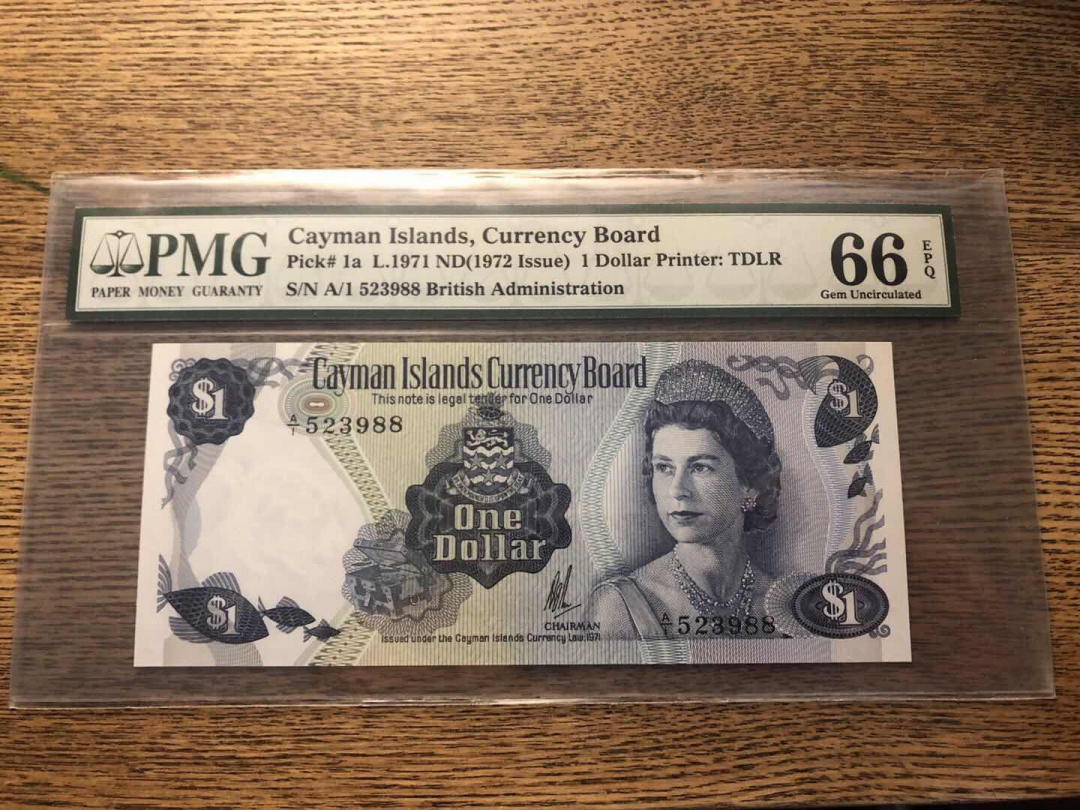 PMG
PAPER MONEY GUARANTY
Cayman Islands, Currency Board
Pick# 1a L.1971 ND(1972 Issue) 1 Dollar Printer: TDLR
S/N A/1 523988 British Administration
66 EPQ
Gem Uncirculated
$1
Cayman Islands Currency Board
This note is legal tender for One Dollar
$1
A/1 523988
One
Dollar
$1
CHAIRMAN
Issued under the Cayman Islands Currency Law 1971
A/1 523988
$1